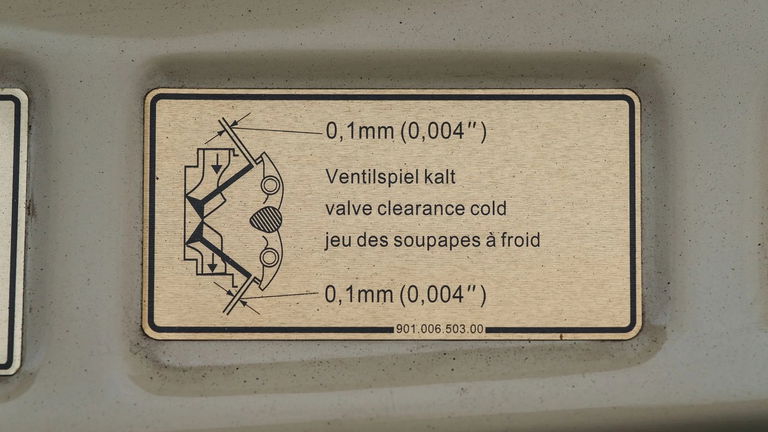 0,1mm (0,004″)
Ventilspiel kalt
valve clearance cold
jeu des soupapes à froid
0,1mm (0,004″)
901.006.503.00